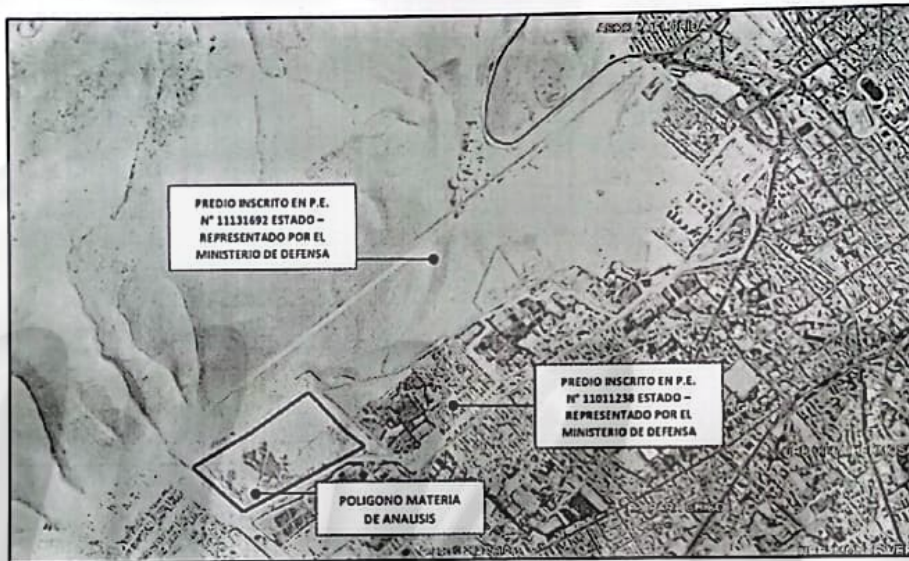 PREDIO INSCRITO EN P.E.
N° 11131692 ESTADO –
REPRESENTADO POR EL
MINISTERIO DE DEFENSA
PREDIO INSCRITO EN P.E.
N° 11011238 ESTADO –
REPRESENTADO POR EL
MINISTERIO DE DEFENSA
POLIGONO MATERIA
DE ANALISIS